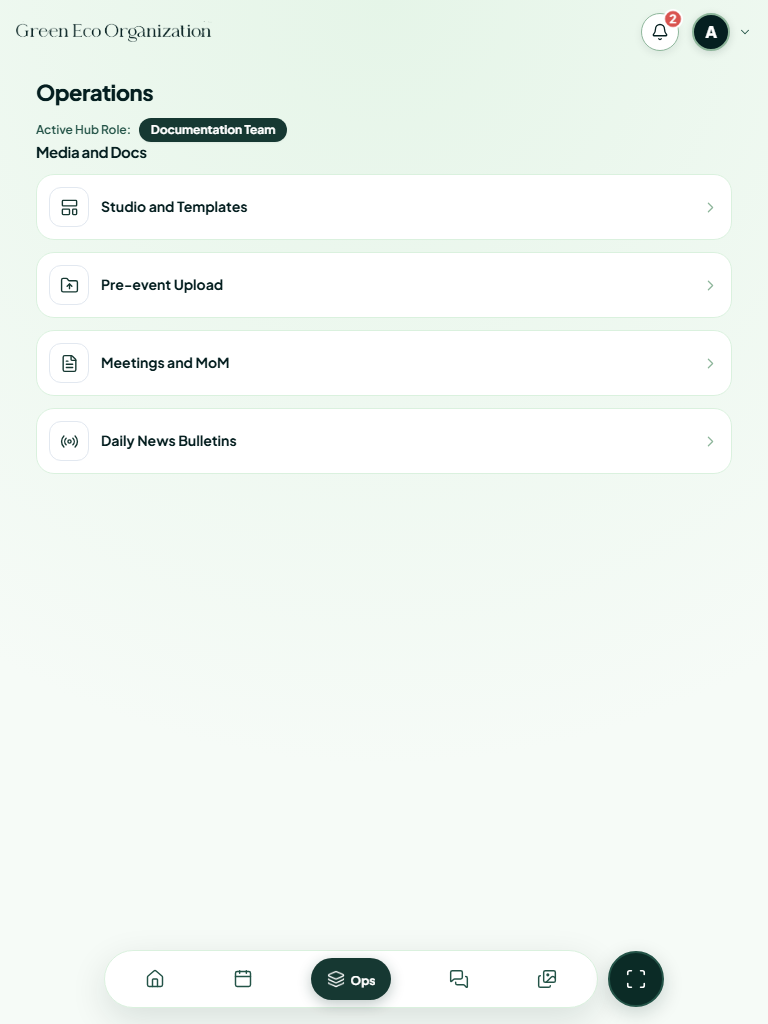 Green Eco Organization
2
A
Operations
Active Hub Role: Documentation Team
Media and Docs
Studio and Templates
Pre-event Upload
Meetings and MoM
Daily News Bulletins
Ops